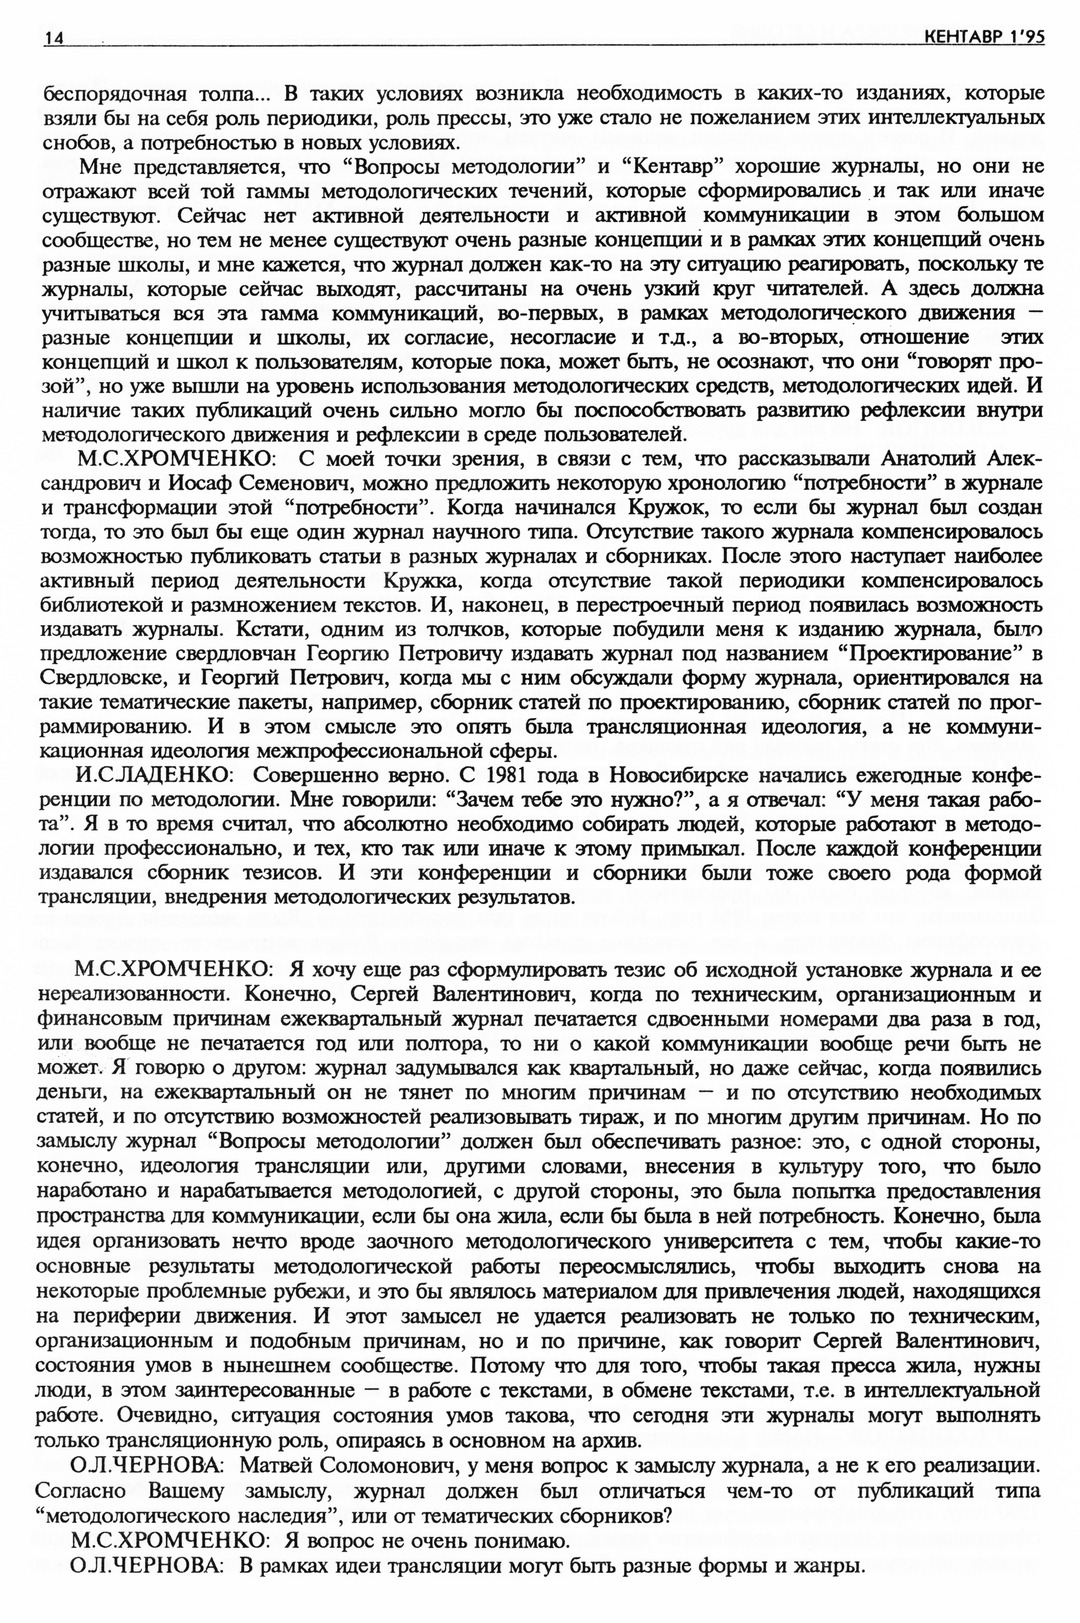 14
КЕНТАВР 1'95
беспорядочная толпа... В таких условиях возникла необходимость в каких-то изданиях, которые
взяли бы на себя роль периодики, роль прессы, это уже стало не пожеланием этих интеллектуальных
снобов, а потребностью в новых условиях.
Мне представляется, что “Вопросы методологии” и “Кентавр” хорошие журналы, но они не
отражают всей той гаммы методологических течений, которые сформировались и так или иначе
существуют. Сейчас нет активной деятельности и активной коммуникации в этом большом
сообществе, но тем не менее существуют очень разные концепции и в рамках этих концепций очень
разные школы, и мне кажется, что журнал должен как-то на эту ситуацию реагировать, поскольку те
журналы, которые сейчас выходят, рассчитаны на очень узкий круг читателей. А здесь должна
учитываться вся эта гамма коммуникаций, во-первых, в рамках методологического движения —
разные концепции и школы, их согласие, несогласие и т.д., а во-вторых, отношение этих
концепций и школ к пользователям, которые пока, может быть, не осознают, что они “говорят про-
зой”, но уже вышли на уровень использования методологических средств, методологических идей. И
наличие таких публикаций очень сильно могло бы поспособствовать развитию рефлексии внутри
методологического движения и рефлексии в среде пользователей.
М.С.ХРОМЧЕНКО: С моей точки зрения, в связи с тем, что рассказывали Анатолий Алек-
сандрович и Иосаф Семенович, можно предложить некоторую хронологию “потребности” в журнале
и трансформации этой “потребности”. Когда начинался Кружок, то если бы журнал был создан
тогда, то это был бы еще один журнал научного типа. Отсутствие такого журнала компенсировалось
возможностью публиковать статьи в разных журналах и сборниках. После этого наступает наиболее
активный период деятельности Кружка, когда отсутствие такой периодики компенсировалось
библиотекой и размножением текстов. И, наконец, в перестроечный период появилась возможность
издавать журналы. Кстати, одним из толчков, которые побудили меня к изданию журнала, было
предложение свердловчан Георгию Петровичу издавать журнал под названием “Проектирование” в
Свердловске, и Георгий Петрович, когда мы с ним обсуждали форму журнала, ориентировался на
такие тематические пакеты, например, сборник статей по проектированию, сборник статей по прог-
раммированию. И в этом смысле это опять была трансляционная идеология, а не коммуни-
кационная идеология межпрофессиональной сферы.
И.С.ЛАДЕНКО: Совершенно верно. С 1981 года в Новосибирске начались ежегодные конфе-
ренции по методологии. Мне говорили: “Зачем тебе это нужно?”, а я отвечал: “У меня такая рабо-
та”. Я в то время считал, что абсолютно необходимо собирать людей, которые работают в методо-
логии профессионально, и тех, кто так или иначе к этому примыкал. После каждой конференции
издавался сборник тезисов. И эти конференции и сборники были тоже своего рода формой
трансляции, внедрения методологических результатов.
М.С.ХРОМЧЕНКО: Я хочу еще раз сформулировать тезис об исходной установке журнала и ее
нереализованности. Конечно, Сергей Валентинович, когда по техническим, организационным и
финансовым причинам ежеквартальный журнал печатается сдвоенными номерами два раза в год,
или вообще не печатается год или полтора, то ни о какой коммуникации вообще речи быть не
может. Я говорю о другом: журнал задумывался как квартальный, но даже сейчас, когда появились
деньги, на ежеквартальный он не тянет по многим причинам — и по отсутствию необходимых
статей, и по отсутствию возможностей реализовывать тираж, и по многим другим причинам. Но по
замыслу журнал “Вопросы методологии” должен был обеспечивать разное: это, с одной стороны,
конечно, идеология трансляции или, другими словами, внесения в культуру того, что было
наработано и нарабатывается методологией, с другой стороны, это была попытка предоставления
пространства для коммуникации, если бы она жила, если бы была в ней потребность. Конечно, была
идея организовать нечто вроде заочного методологического университета с тем, чтобы какие-то
основные результаты методологической работы переосмыслялись, чтобы выходить снова на
некоторые проблемные рубежи, и это бы являлось материалом для привлечения людей, находящихся
на периферии движения. И этот замысел не удается реализовать не только по техническим,
организационным и подобным причинам, но и по причине, как говорит Сергей Валентинович,
состояния умов в нынешнем сообществе. Потому что для того, чтобы такая пресса жила, нужны
люди, в этом заинтересованные — в работе с текстами, в обмене текстами, т.е. в интеллектуальной
работе. Очевидно, ситуация состояния умов такова, что сегодня эти журналы могут выполнять
только трансляционную роль, опираясь в основном на архив.
О.Л.ЧЕРНОВА: Матвей Соломонович, у меня вопрос к замыслу журнала, а не к его реализации.
Согласно Вашему замыслу, журнал должен был отличаться чем-то от публикаций типа
“методологического наследия”, или от тематических сборников?
М.С.ХРОМЧЕНКО: Я вопрос не очень понимаю.
О.Л.ЧЕРНОВА: В рамках идеи трансляции могут быть разные формы и жанры.